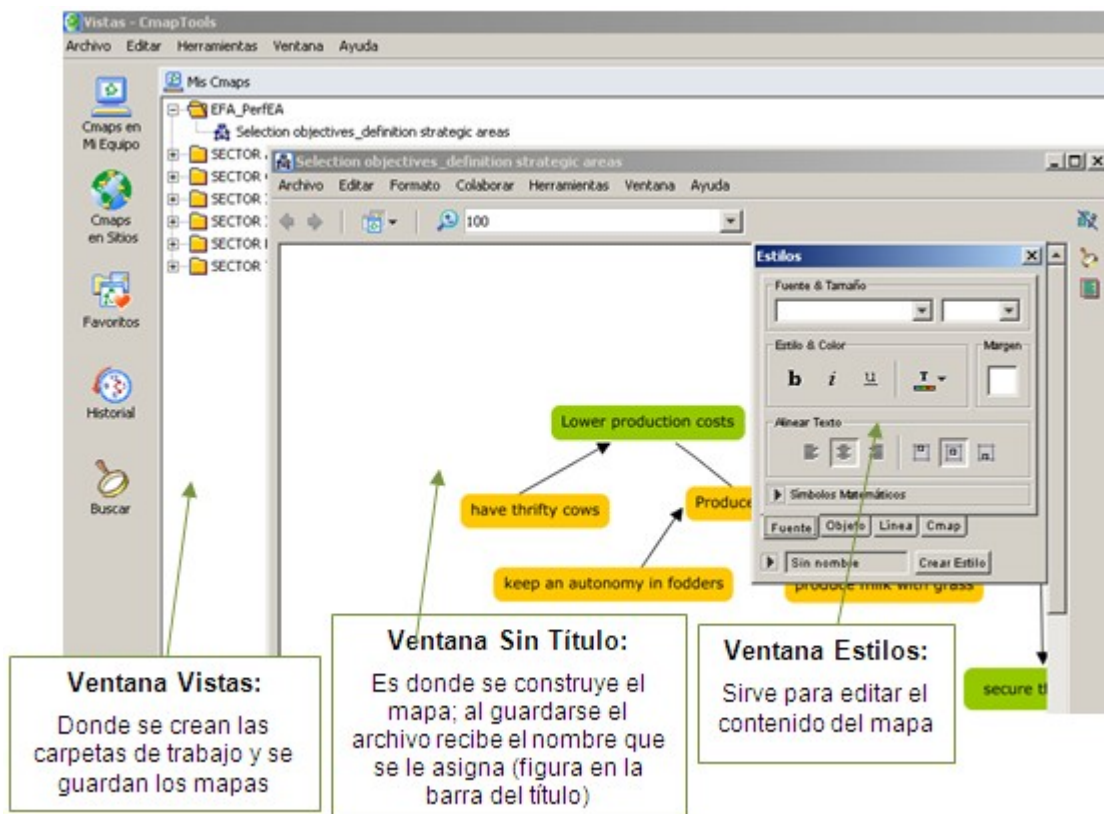 Vistas - CmapTools
Archivo Editar Herramientas Ventana Ayuda
Mis Cmaps
Cmaps en
Mi Equipo
Cmaps
en Sitios
Favoritos
Historial
Buscar
EFA_PerfEA
Selection objectives_definition strategic areas
SECTOR
SECTOR
SECTOR
SECTOR
SECTOR
SECTOR
Selection objectives_definition strategic areas
Archivo Editar Formato Colaborar Herramientas Ventana Ayuda
100
Lower production costs
have thrifty cows
Produce
keep an autonomy in fodders
produce milk with grass
secure
Estilos
Fuente & Tamaño
Estilo & Color
Margen
b i u T
Alinear Texto
Símbolos Matemáticos
Fuente Objeto Línea Cmap
Sin nombre Crear Estilo
Ventana Vistas:
Donde se crean las
carpetas de trabajo y se
guardan los mapas
Ventana Sin Título:
Es donde se construye el
mapa; al guardarse el
archivo recibe el nombre que
se le asigna (figura en la
barra del título)
Ventana Estilos:
Sirve para editar el
contenido del mapa